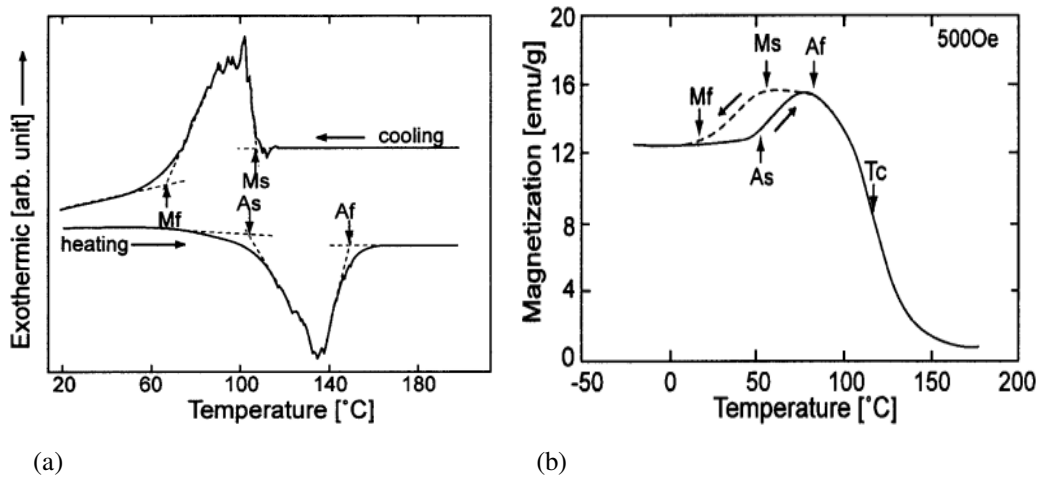 Exothermic [arb. unit]
cooling
Ms
Mf
As
Af
heating
20 60 100 140 180
Temperature [°C]
(a)
Magnetization [emu/g]
20
16
12
8
4
0
500Oe
Ms
Af
Mf
As
Tc
-50 0 50 100 150 200
Temperature [°C]
(b)